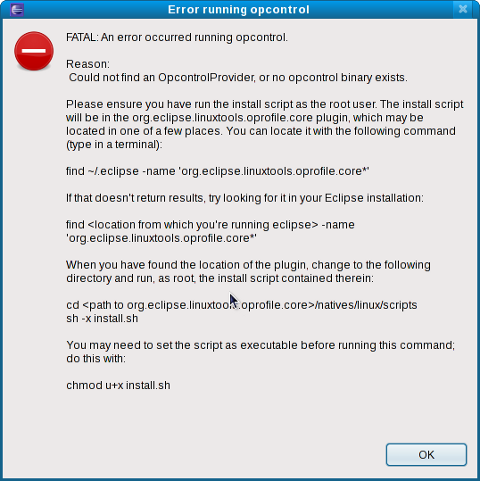 Error running opcontrol
FATAL: An error occurred running opcontrol.
Reason:
Could not find an OpcontrolProvider, or no opcontrol binary exists.
Please ensure you have run the install script as the root user. The install script
will be in the org.eclipse.linuxtools.oprofile.core plugin, which may be
located in one of a few places. You can locate it with the following command
(type in a terminal):
find ~/.eclipse -name 'org.eclipse.linuxtools.oprofile.core*'
If that doesn't return results, try looking for it in your Eclipse installation:
find <location from which you're running eclipse> -name
'org.eclipse.linuxtools.oprofile.core*'
When you have found the location of the plugin, change to the following
directory and run, as root, the install script contained therein:
cd <path to org.eclipse.linuxtools.oprofile.core>/natives/linux/scripts
sh -x install.sh
You may need to set the script as executable before running this command;
do this with:
chmod u+x install.sh
OK